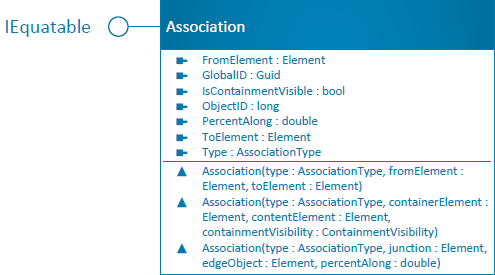 IEquatable
Association
FromElement : Element
GlobalID : Guid
IsContainmentVisible : bool
ObjectID : long
PercentAlong : double
ToElement : Element
Type : AssociationType
Association(type : AssociationType, fromElement :
Element, toElement : Element)
Association(type : AssociationType, containerElement :
Element, contentElement : Element,
containmentVisibility : ContainmentVisibility)
Association(type : AssociationType, junction : Element,
edgeObject : Element, percentAlong : double)